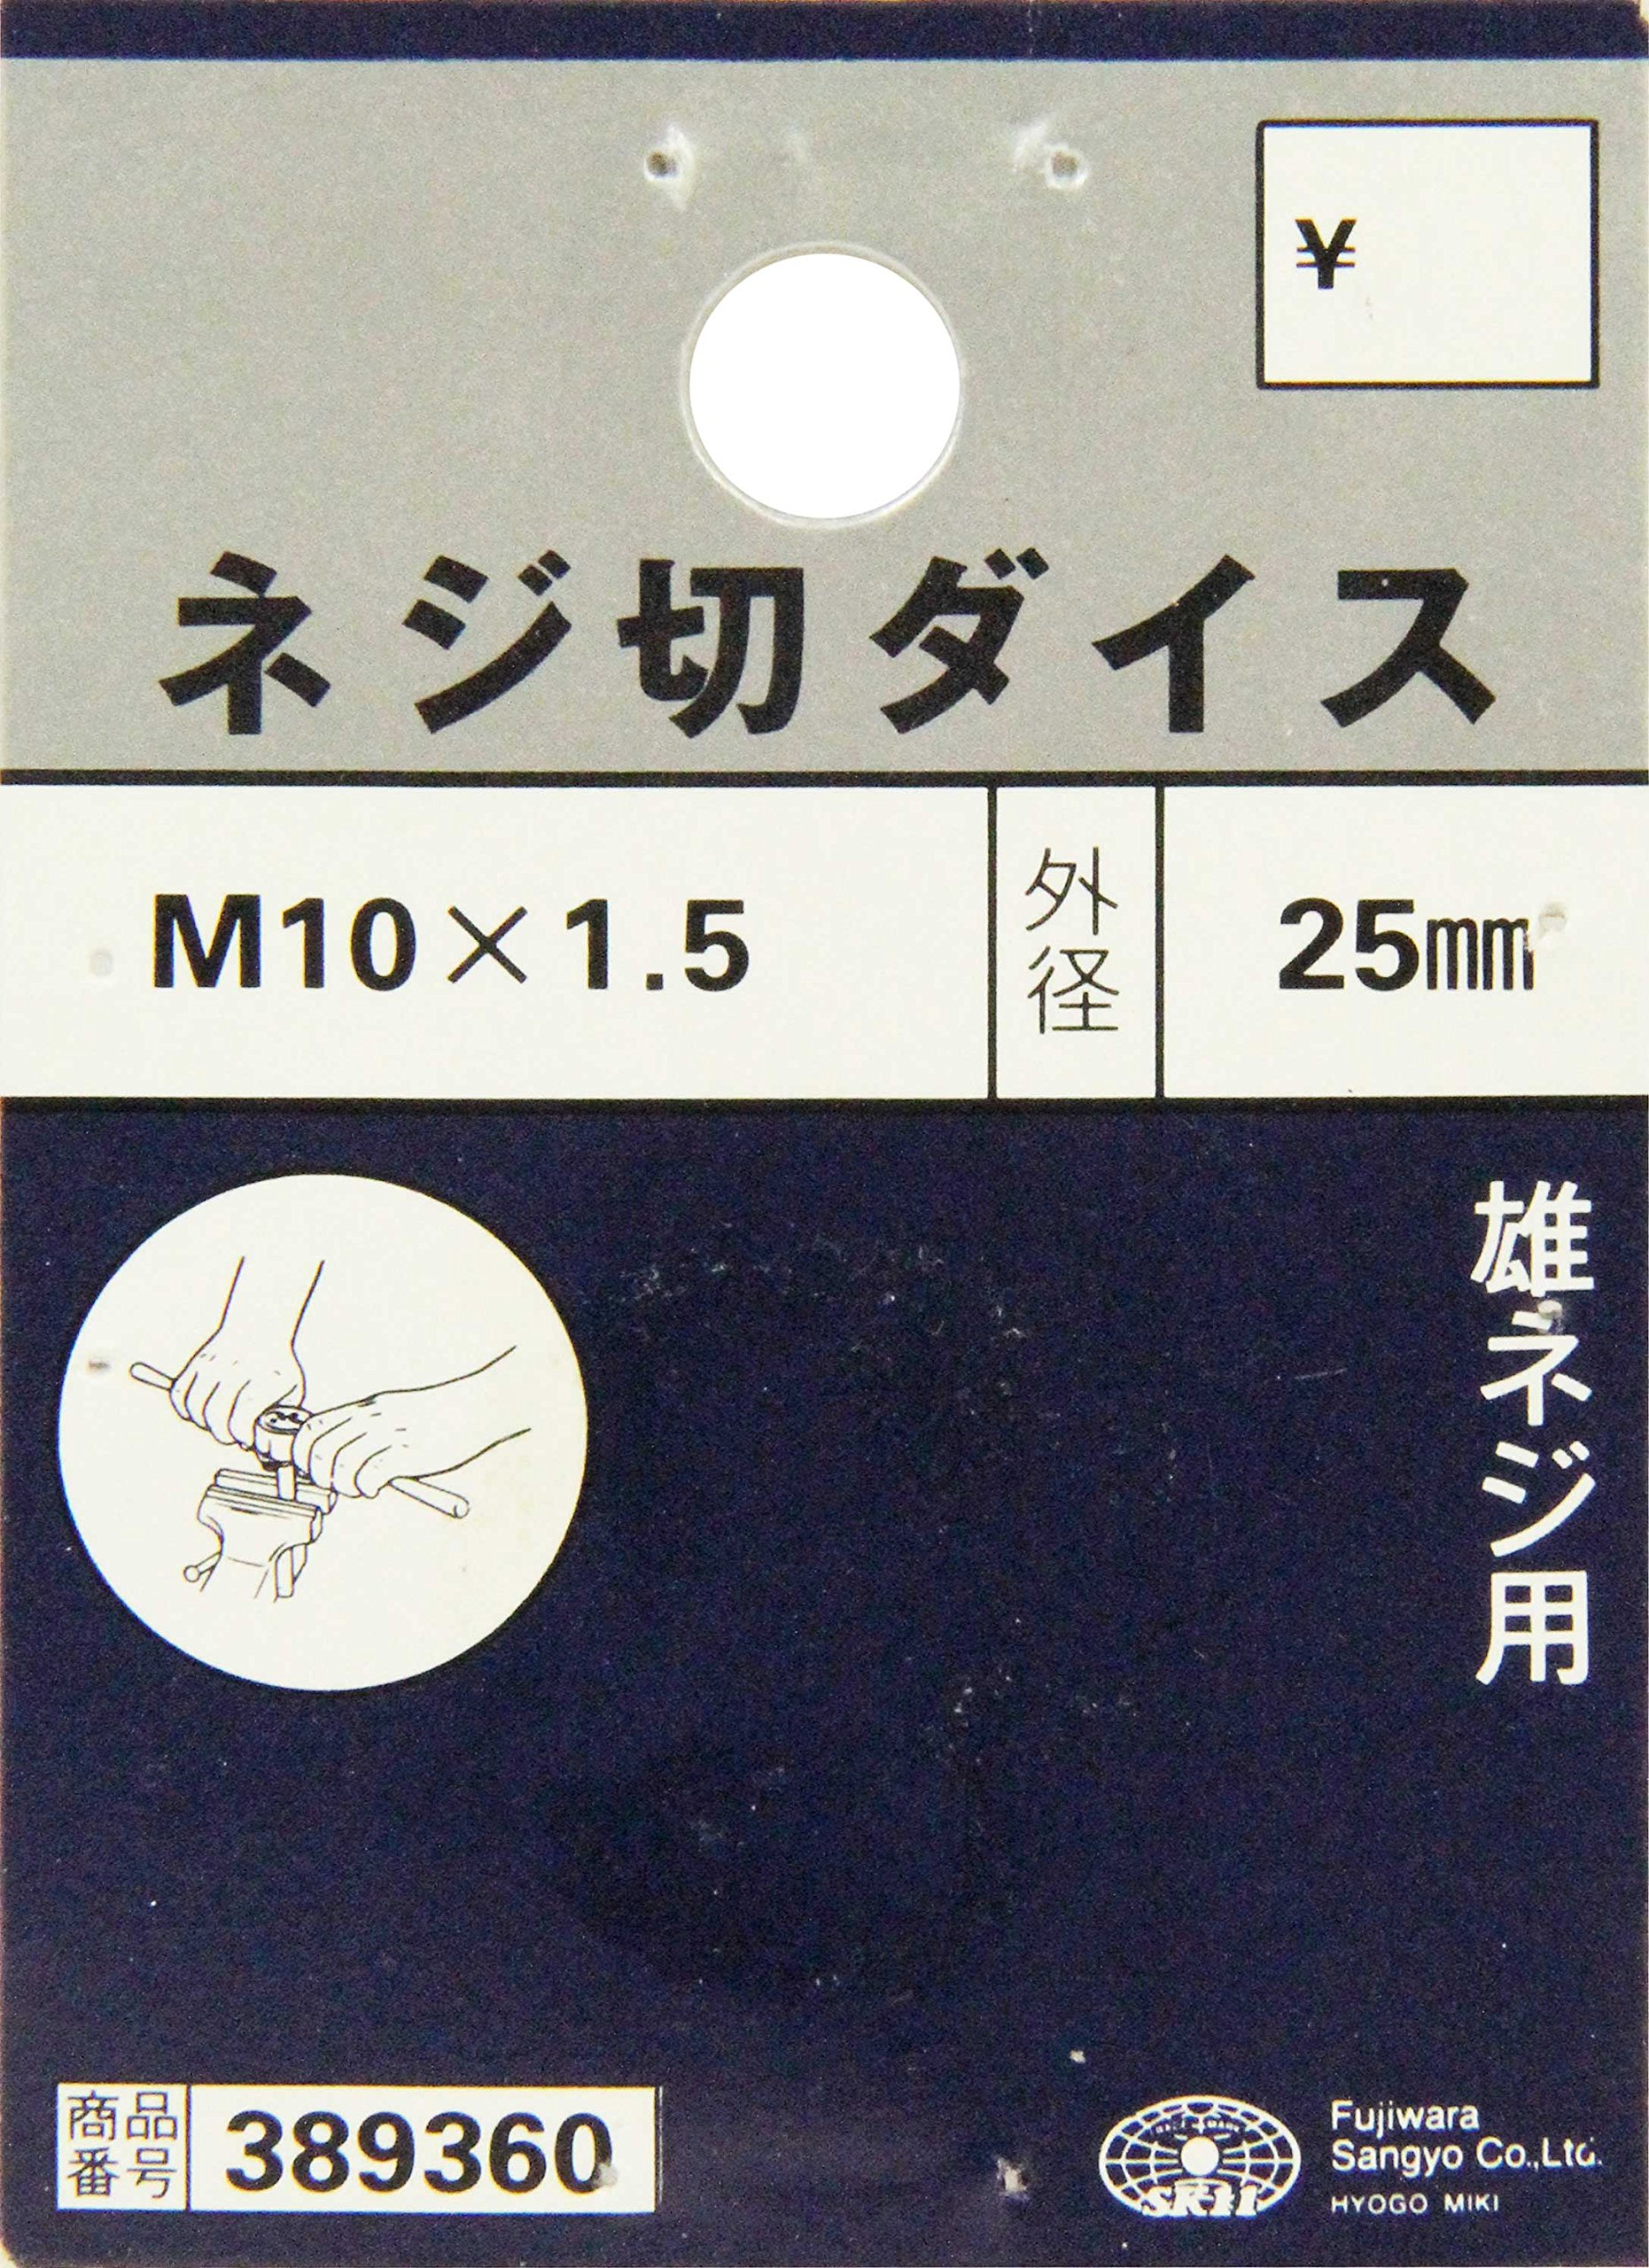 ¥
ネジ切ダイス
M10×1.5
外径
25mm
雄ネジ用
商品番号
389360
SK11
Fujiwara
Sangyo Co.,Ltd.
HYOGO MIKI